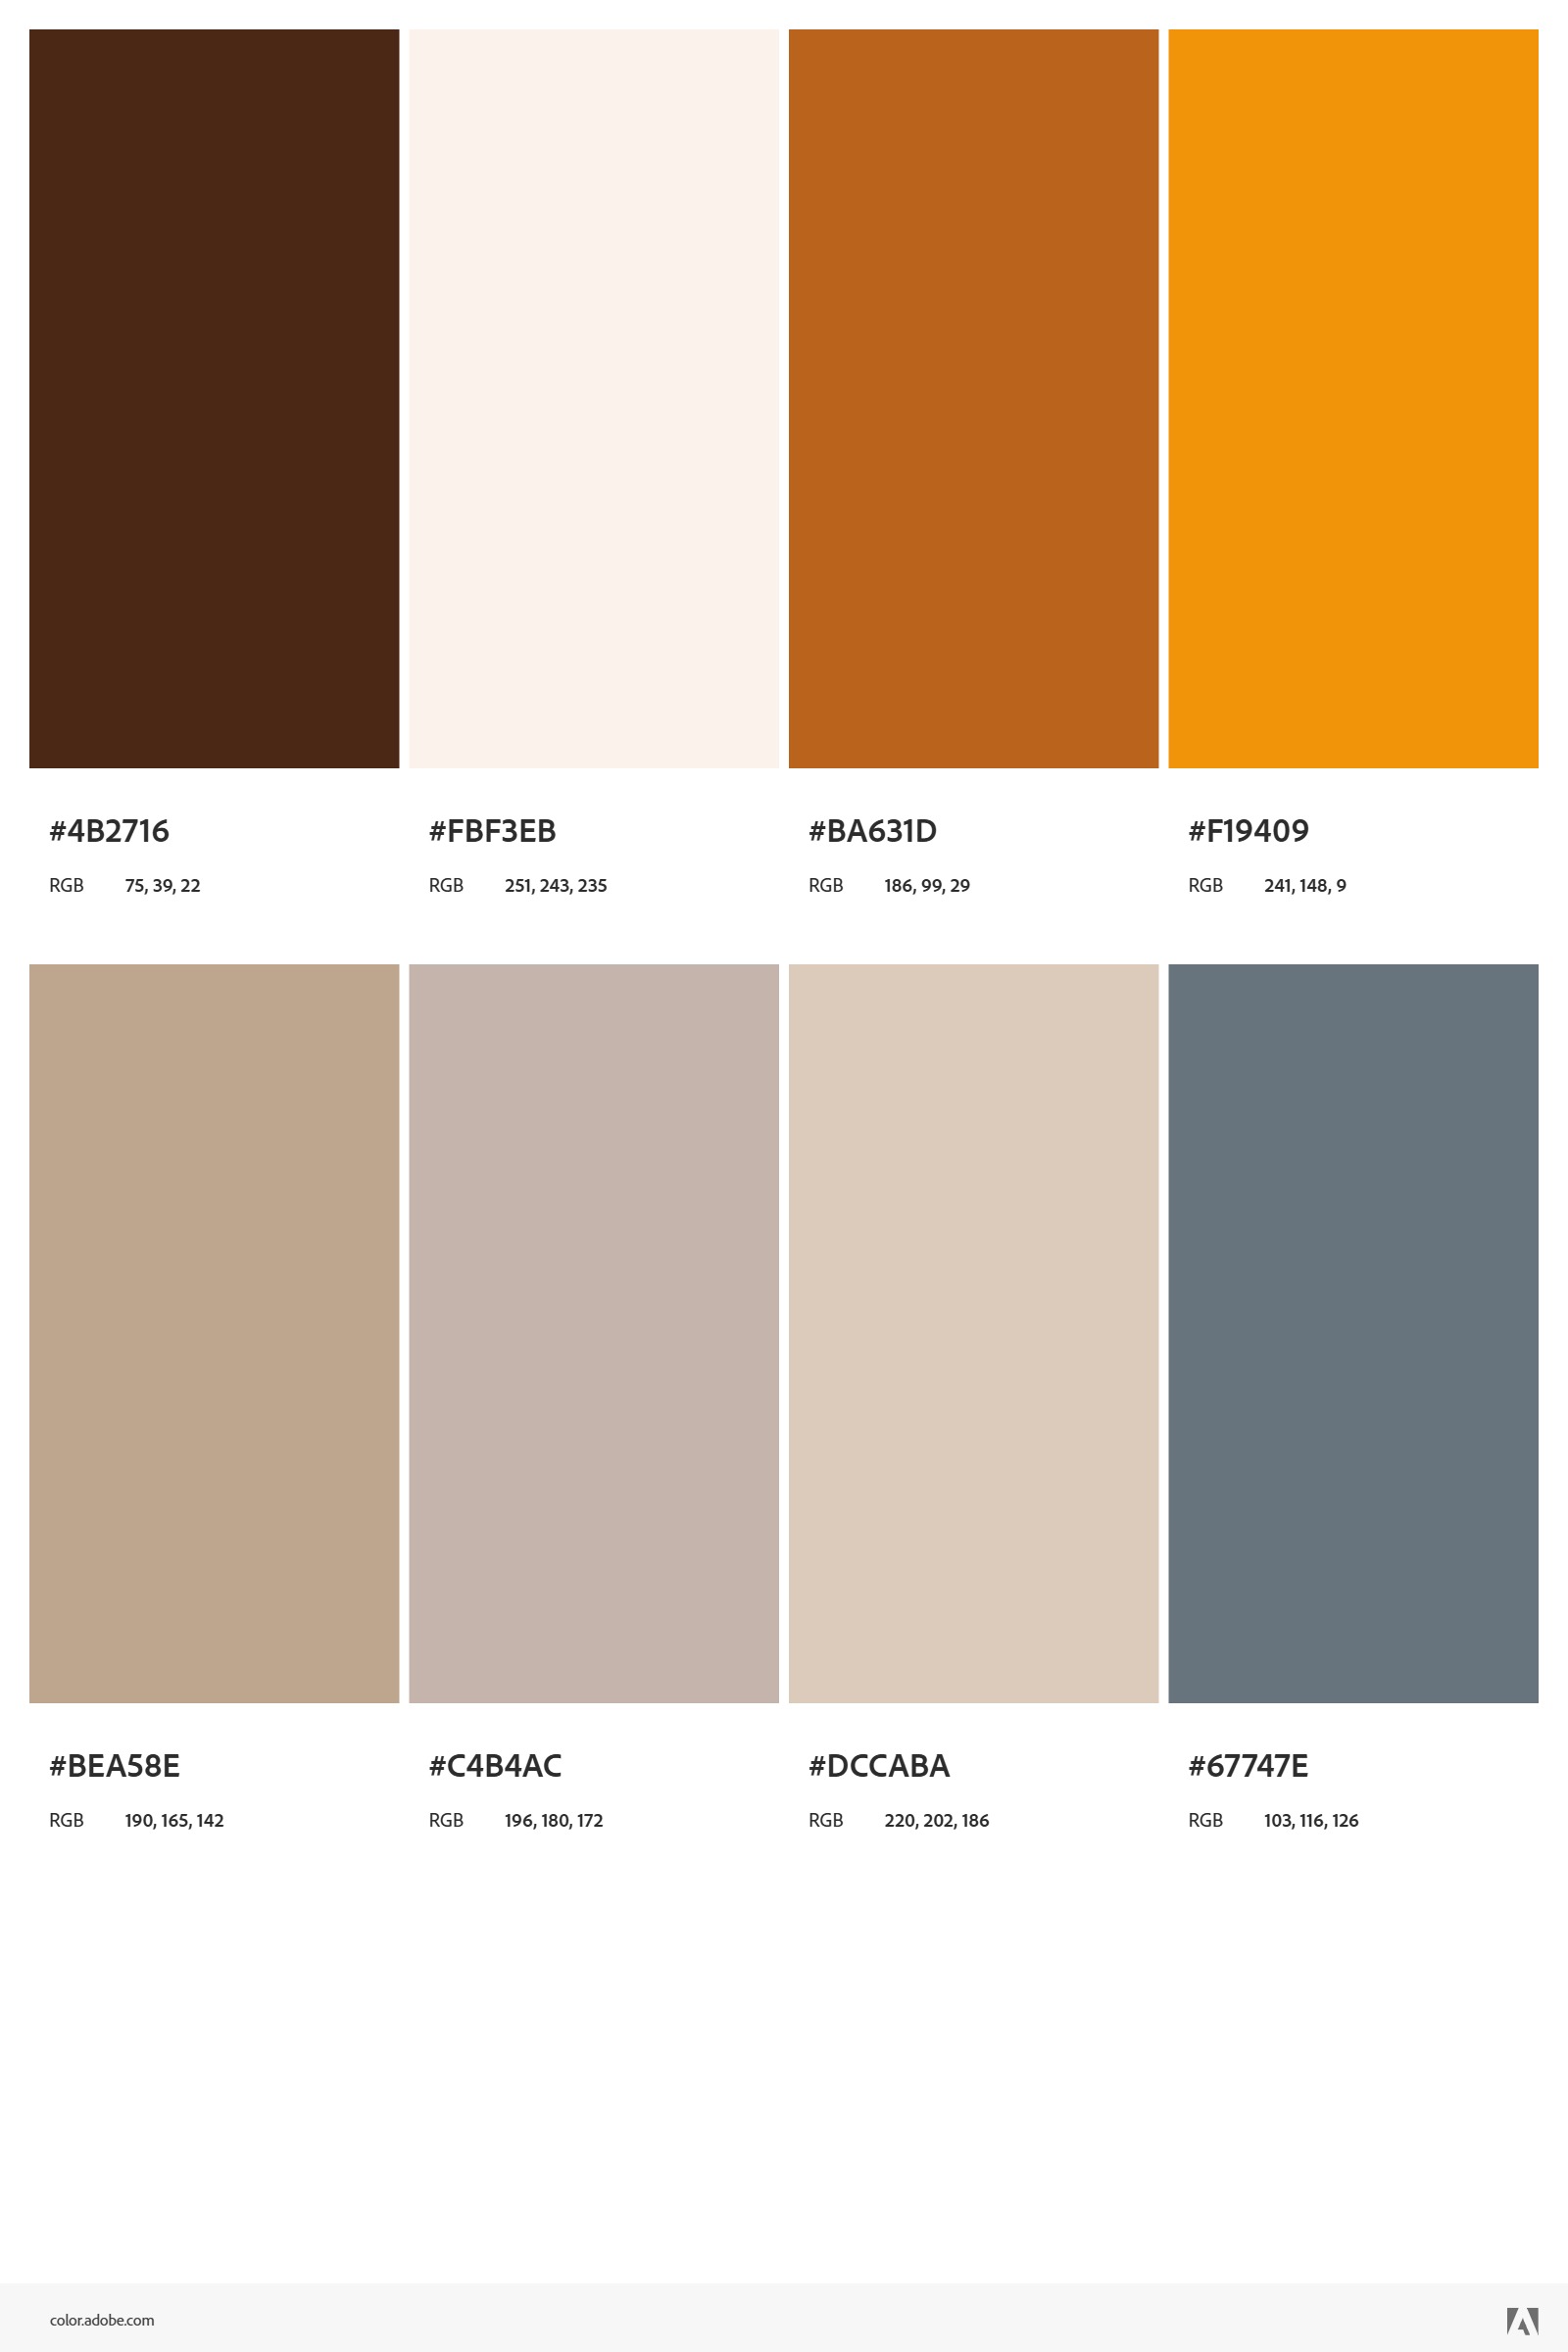 #4B2716 #FBF3EB #BA631D #F19409
RGB 75, 39, 22 RGB 251, 243, 235 RGB 186, 99, 29 RGB 241, 148, 9
#BEA58E #C4B4AC #DCCABA #67747E
RGB 190, 165, 142 RGB 196, 180, 172 RGB 220, 202, 186 RGB 103, 116, 126
color.adobe.com